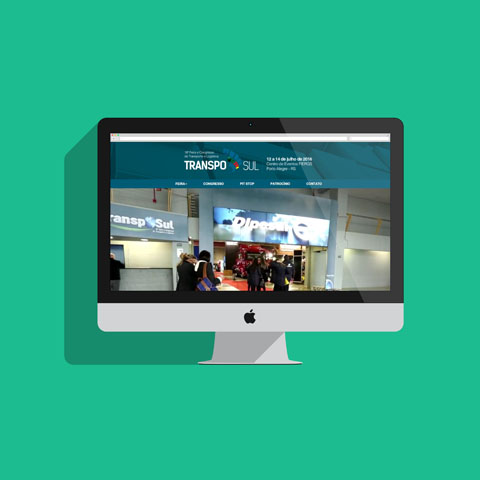 18ª Feira e Congresso
de Transporte e Logística
TRANSPO SUL
12 a 14 de julho de 2016
Centro de Eventos FIERGS
Porto Alegre - RS
FEIRA
CONGRESSO
PIT STOP
PATROCÍNIO
CONTATO
TranspoSul
Diposul